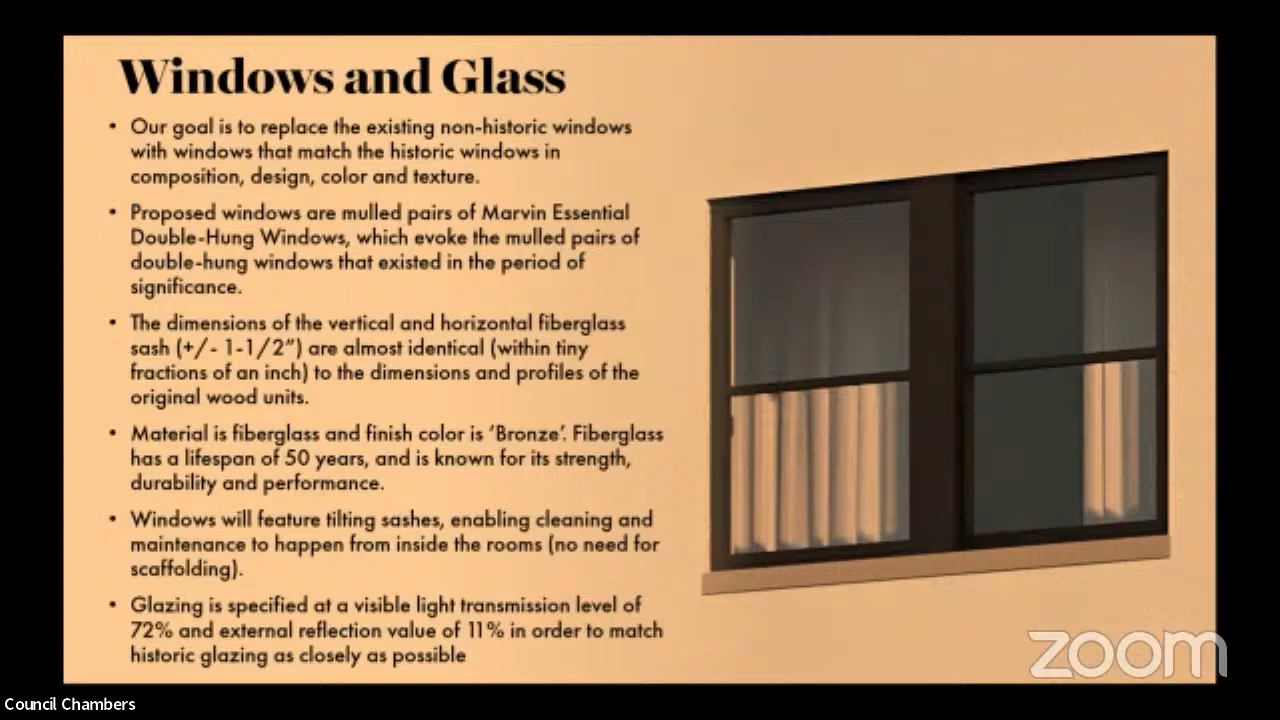 Windows and Glass
• Our goal is to replace the existing non-historic windows
with windows that match the historic windows in
composition, design, color and texture.
• Proposed windows are mulled pairs of Marvin Essential
Double-Hung Windows, which evoke the mulled pairs of
double-hung windows that existed in the period of
significance.
• The dimensions of the vertical and horizontal fiberglass
sash (+/- 1-1/2”) are almost identical (within tiny
fractions of an inch) to the dimensions and profiles of the
original wood units.
• Material is fiberglass and finish color is ‘Bronze’. Fiberglass
has a lifespan of 50 years, and is known for its strength,
durability and performance.
• Windows will feature tilting sashes, enabling cleaning and
maintenance to happen from inside the rooms (no need for
scaffolding).
• Glazing is specified at a visible light transmission level of
72% and external reflection value of 11% in order to match
historic glazing as closely as possible
zoom
Council Chambers